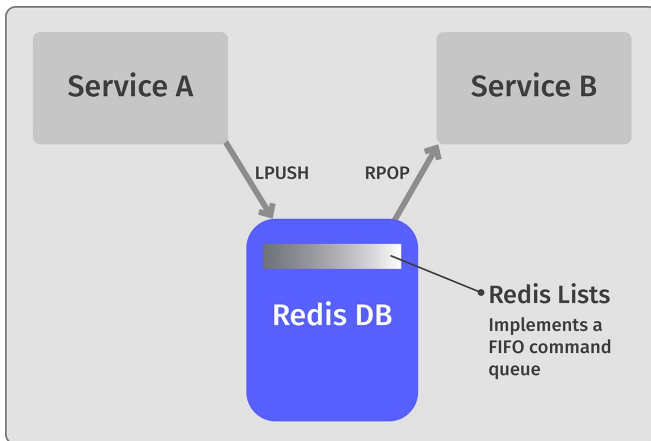 Service A
Service B
LPUSH
RPOP
Redis DB
Redis Lists
Implements a
FIFO command
queue